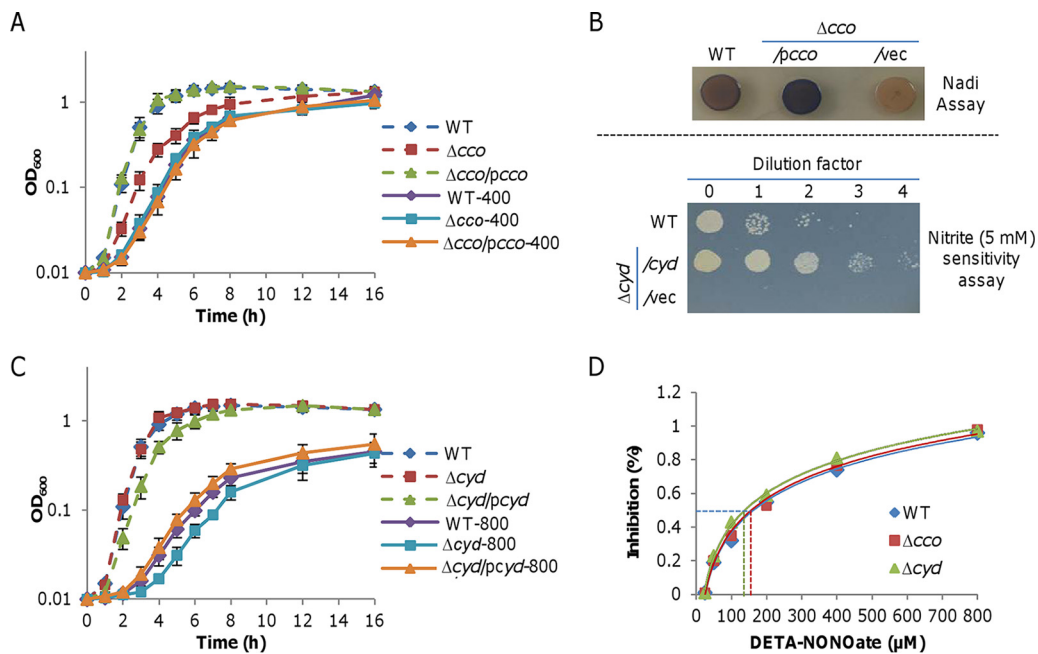 A
OD600
1
0.1
0.01
0 2 4 6 8 10 12 14 16
Time (h)
WT
Δcco
Δcco/pcco
WT-400
Δcco-400
Δcco/pcco-400
B
Δcco
WT /pcco /vec
Nadi
Assay
Dilution factor
0 1 2 3 4
WT
Δcyd
/cyd
/vec
Nitrite (5 mM)
sensitivity
assay
C
OD600
1
0.1
0.01
0 2 4 6 8 10 12 14 16
Time (h)
WT
Δcyd
Δcyd/pcyd
WT-800
Δcyd-800
Δcyd/pcyd-800
D
Inhibition (%)
1.2
1
0.8
0.6
0.4
0.2
0
0 100 200 300 400 500 600 700 800
DETA-NONOate (µM)
WT
Δcco
Δcyd